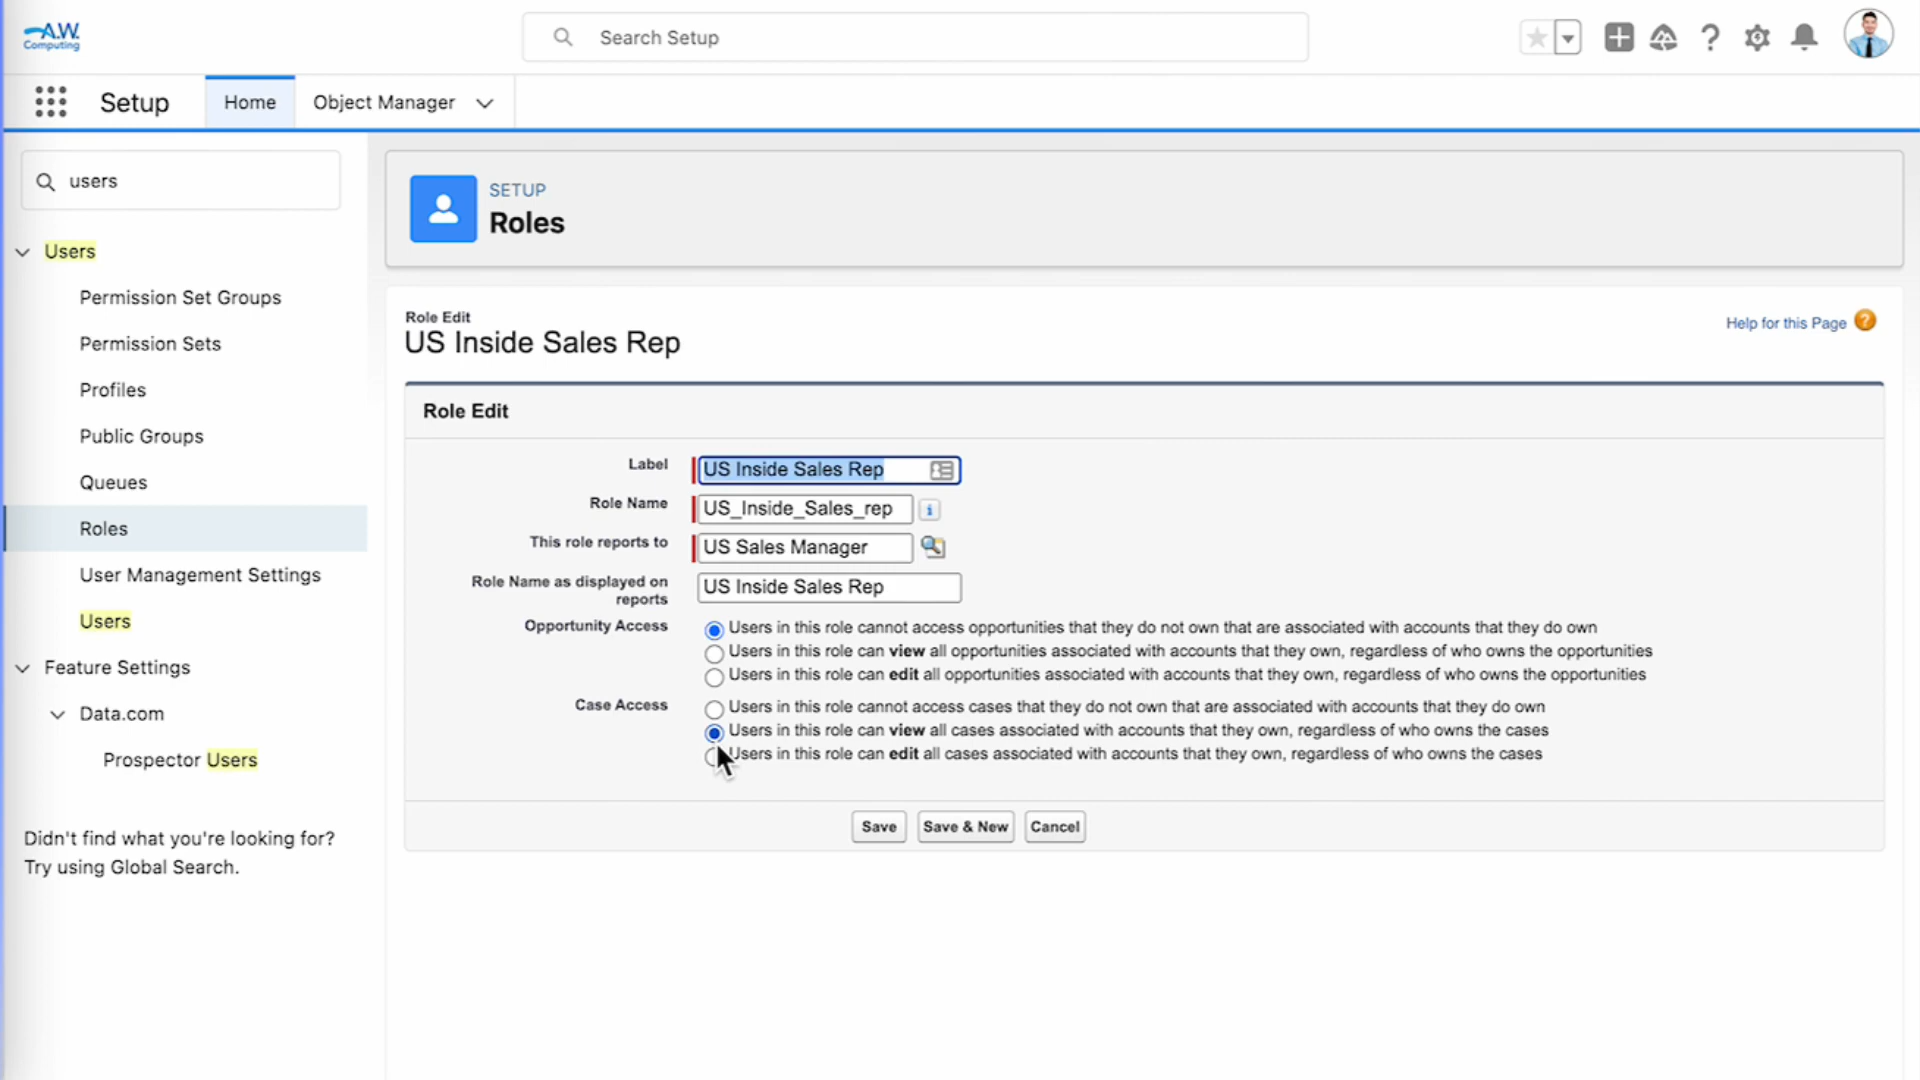 A.W.
Computing
Search Setup
Setup
Home
Object Manager
users
Users
Permission Set Groups
Permission Sets
Profiles
Public Groups
Queues
Roles
User Management Settings
Users
Feature Settings
Data.com
Prospector Users
Didn't find what you're looking for?
Try using Global Search.
SETUP
Roles
Role Edit
US Inside Sales Rep
Help for this Page ?
Role Edit
Label
US Inside Sales Rep
Role Name
US_Inside_Sales_rep
This role reports to
US Sales Manager
Role Name as displayed on
reports
US Inside Sales Rep
Opportunity Access
Users in this role cannot access opportunities that they do not own that are associated with accounts that they do own
Users in this role can view all opportunities associated with accounts that they own, regardless of who owns the opportunities
Users in this role can edit all opportunities associated with accounts that they own, regardless of who owns the opportunities
Case Access
Users in this role cannot access cases that they do not own that are associated with accounts that they do own
Users in this role can view all cases associated with accounts that they own, regardless of who owns the cases
Users in this role can edit all cases associated with accounts that they own, regardless of who owns the cases
Save
Save & New
Cancel